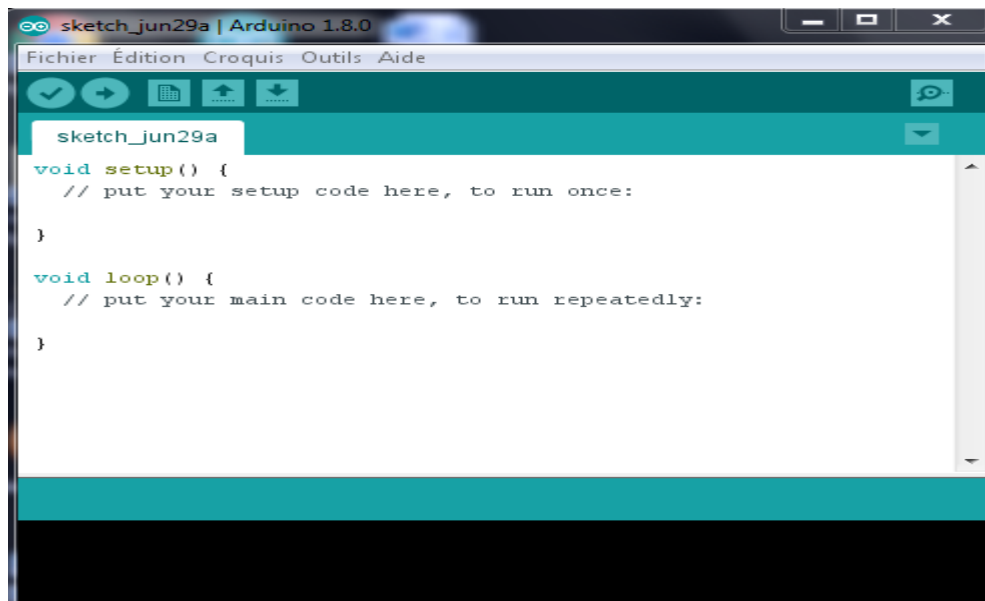 sketch_jun29a | Arduino 1.8.0
Fichier Édition Croquis Outils Aide
sketch_jun29a
void setup() {
// put your setup code here, to run once:
}
void loop() {
// put your main code here, to run repeatedly:
}